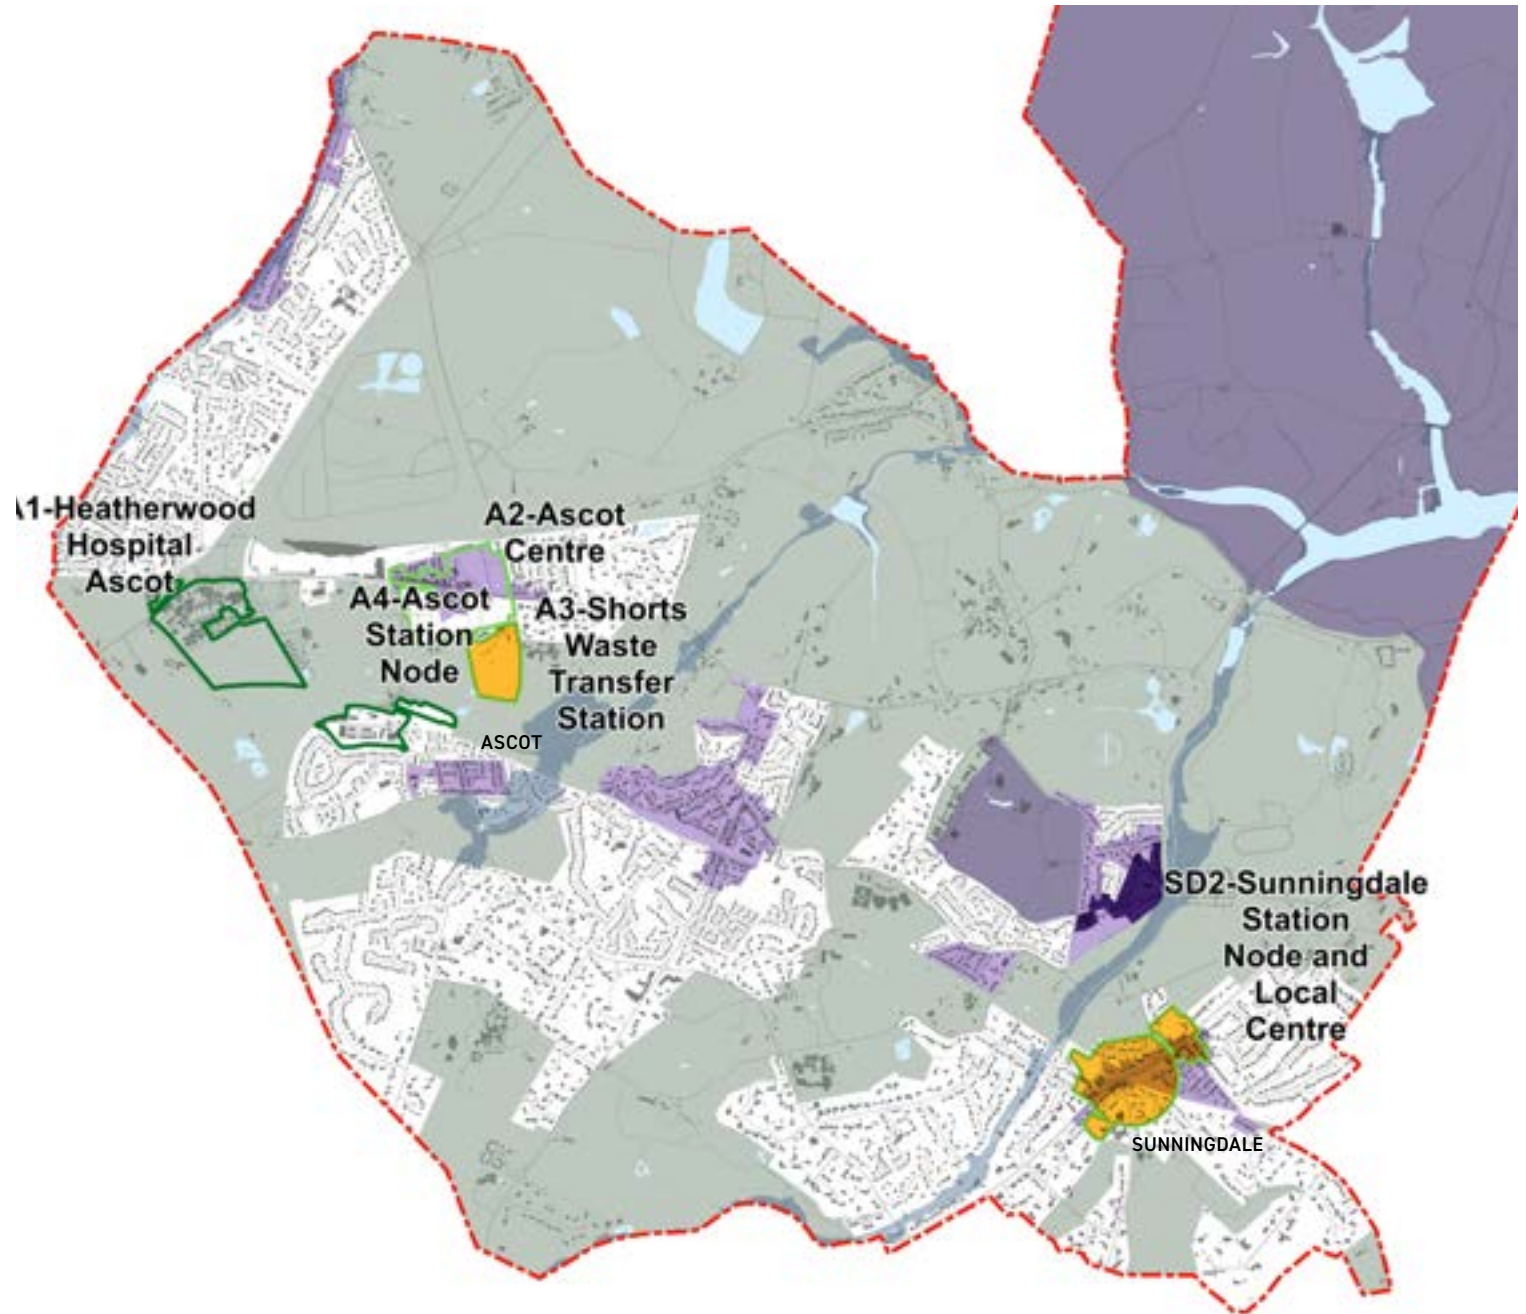 A1-Heatherwood
Hospital
Ascot
A2-Ascot
Centre
A4-Ascot
Station
Node
A3-Shorts
Waste
Transfer
Station
ASCOT
SD2-Sunningdale
Station
Node and
Local
Centre
SUNNINGDALE